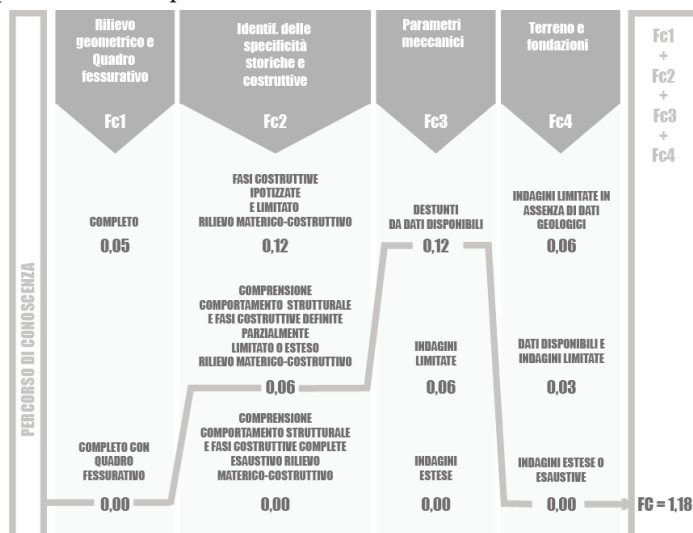 Rilievo
geometrico e
Quadro
fessurativo
Fc1
Identif. delle
specificità
storiche e
costruttive
Fc2
Parametri
meccanici
Fc3
Terreno e
fondazioni
Fc4
Fc1
+
Fc2
+
Fc3
+
Fc4
PERCORSO DI CONOSCENZA
COMPLETO
0,05
FASI COSTRUTTIVE
IPOTIZZATE
E LIMITATO
RILIEVO MATERICO-COSTRUTTIVO
0,12
DESTUNTI
DA DATI DISPONIBILI
0,12
INDAGINI LIMITATE IN
ASSENZA DI DATI
GEOLOGICI
0,06
COMPRENSIONE
COMPORTAMENTO STRUTTURALE
E FASI COSTRUTTIVE DEFINITE
PARZIALMENTE
LIMITATO O ESTESO
RILIEVO MATERICO-COSTRUTTIVO
0,06
INDAGINI
LIMITATE
0,06
DATI DISPONIBILI E
INDAGINI LIMITATE
0,03
COMPLETO CON
QUADRO
FESSURATIVO
0,00
COMPRENSIONE
COMPORTAMENTO STRUTTURALE
E FASI COSTRUTTIVE COMPLETE
ESAUSTIVO RILIEVO
MATERICO-COSTRUTTIVO
0,00
INDAGINI
ESTESE
0,00
INDAGINI ESTESE O
ESAUSTIVE
0,00
FC = 1,18